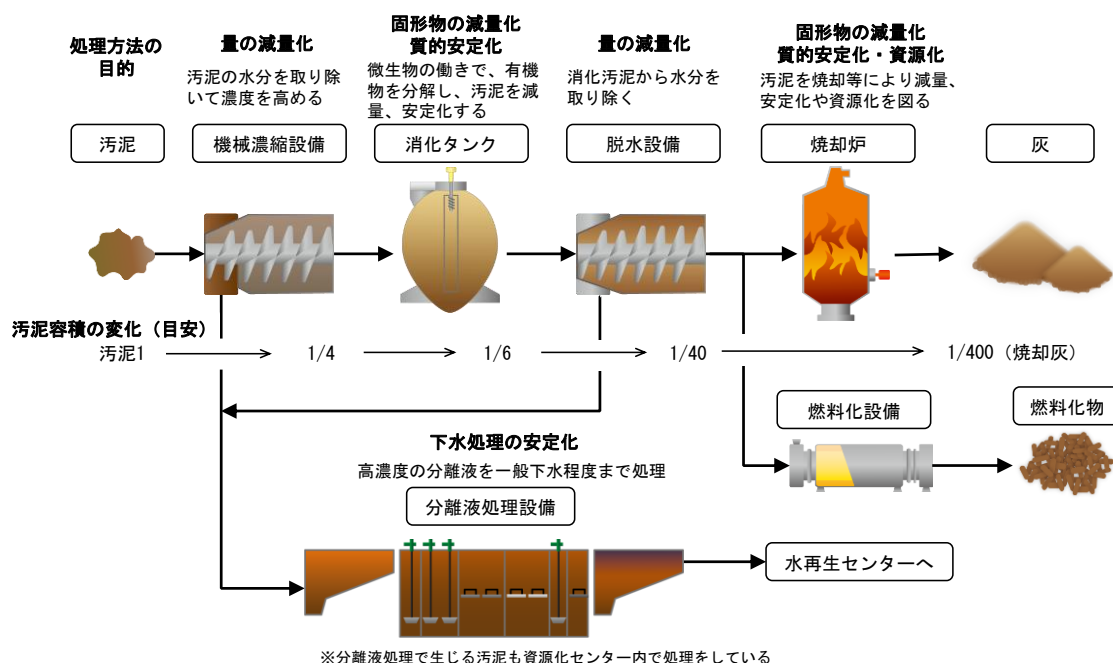 処理方法の
目的
量の減量化
汚泥の水分を取り除
いて濃度を高める
固形物の減量化
質的安定化
微生物の働きで、有機
物を分解し、汚泥を減
量、安定化する
量の減量化
消化汚泥から水分を
取り除く
固形物の減量化
質的安定化・資源化
汚泥を焼却等により減量、
安定化や資源化を図る
汚泥
機械濃縮設備
消化タンク
脱水設備
焼却炉
灰
汚泥容積の変化（目安）
汚泥1
1/4
1/6
1/40
1/400（焼却灰）
燃料化設備
燃料化物
下水処理の安定化
高濃度の分離液を一般下水程度まで処理
分離液処理設備
水再生センターへ
※分離液処理で生じる汚泥も資源化センター内で処理をしている